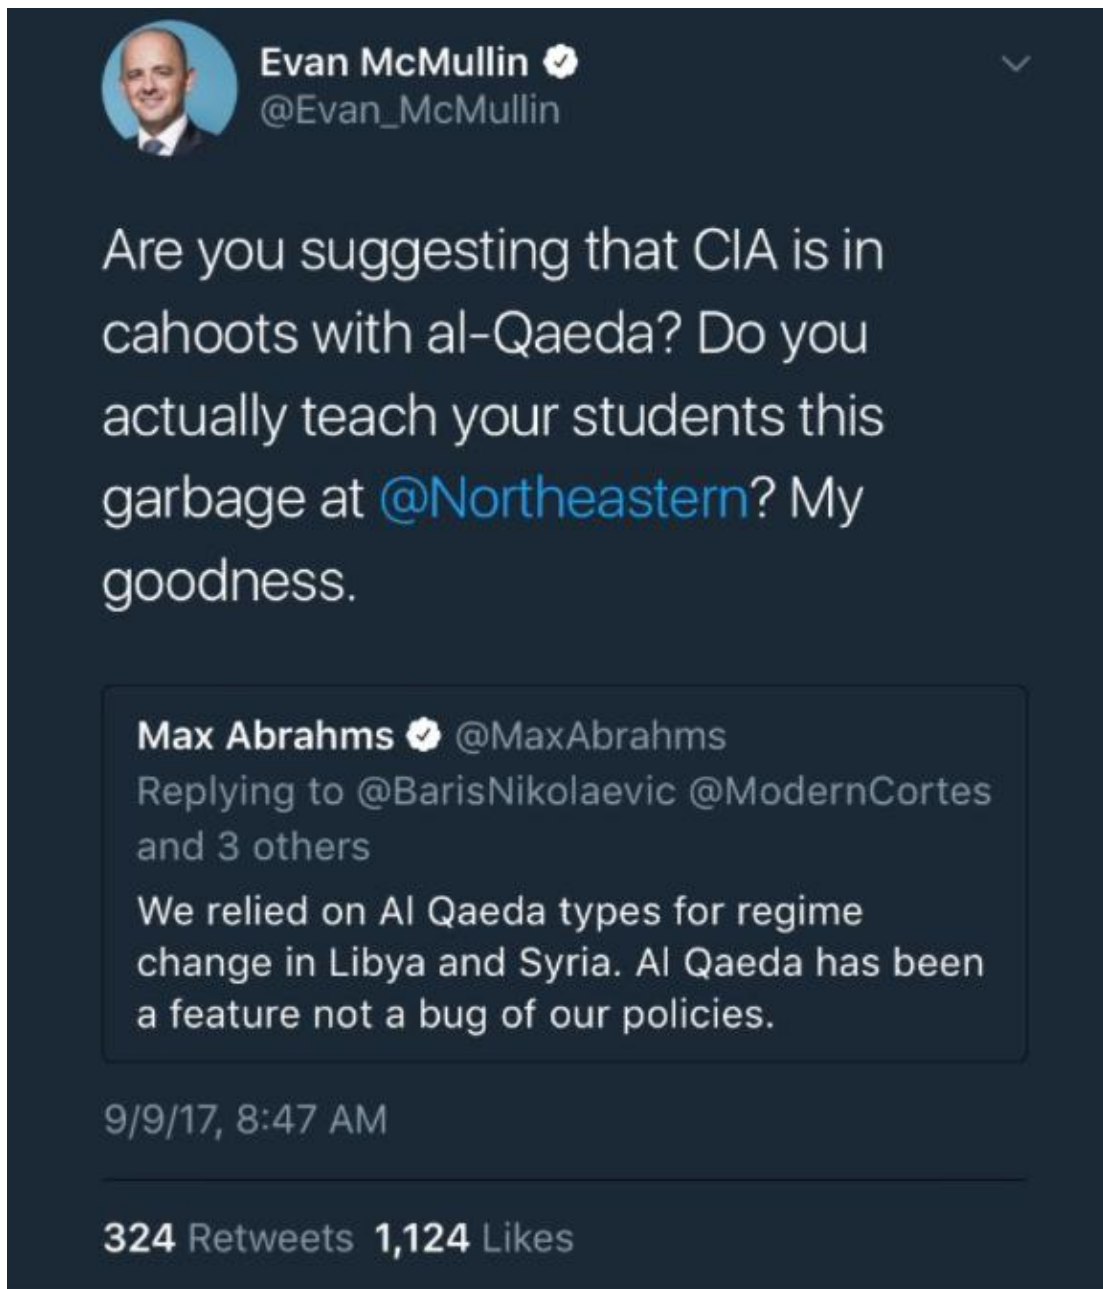 Evan McMullin
@Evan_McMullin
Are you suggesting that CIA is in
cahoots with al-Qaeda? Do you
actually teach your students this
garbage at @Northeastern? My
goodness.
Max Abrahms @MaxAbrahms
Replying to @BarisNikolaevic @ModernCortes
and 3 others
We relied on Al Qaeda types for regime
change in Libya and Syria. Al Qaeda has been
a feature not a bug of our policies.
9/9/17, 8:47 AM
324 Retweets 1,124 Likes